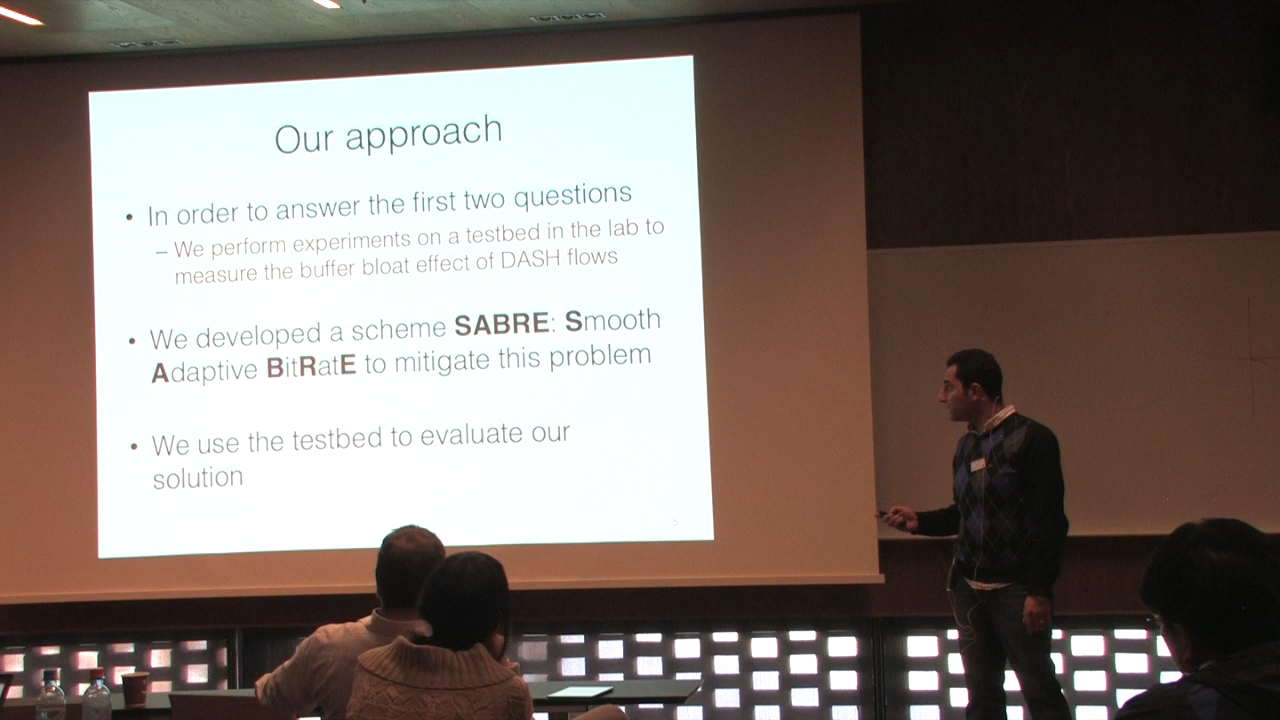 Our approach
• In order to answer the first two questions
– We perform experiments on a testbed in the lab to
measure the buffer bloat effect of DASH flows
• We developed a scheme SABRE: Smooth
Adaptive BitRatE to mitigate this problem
• We use the testbed to evaluate our
solution
5